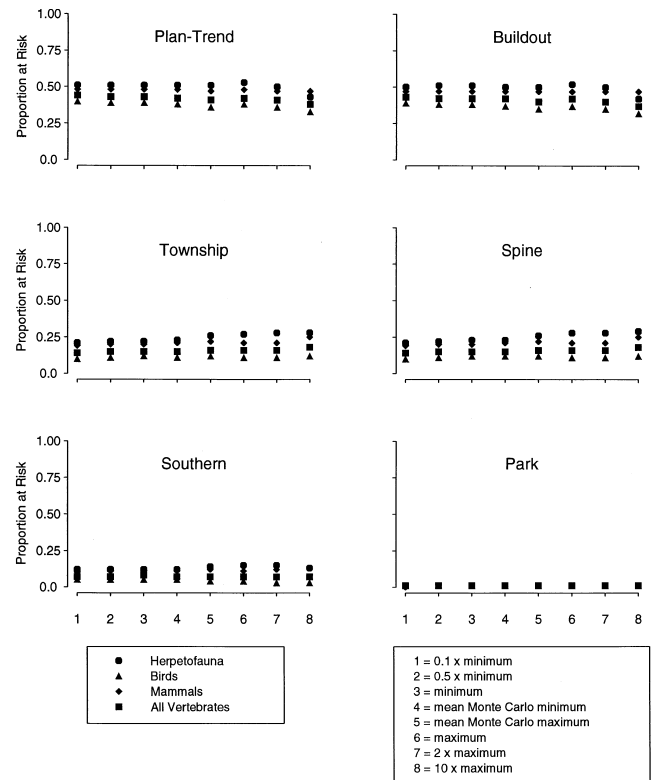 Plan-Trend
Buildout
Proportion at Risk
1.00
0.75
0.50
0.25
0.0
Township
Spine
Proportion at Risk
1.00
0.75
0.50
0.25
0.0
Southern
Park
Proportion at Risk
1.00
0.75
0.50
0.25
0.0
1 2 3 4 5 6 7 8
1 2 3 4 5 6 7 8
Herpetofauna
Birds
Mammals
All Vertebrates
1 = 0.1 x minimum
2 = 0.5 x minimum
3 = minimum
4 = mean Monte Carlo minimum
5 = mean Monte Carlo maximum
6 = maximum
7 = 2 x maximum
8 = 10 x maximum